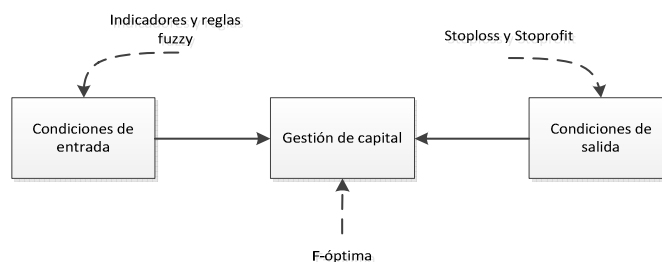 Indicadores y reglas
fuzzy
Stoploss y Stoprofit
Condiciones de
entrada
Gestión de capital
Condiciones de
salida
F-óptima